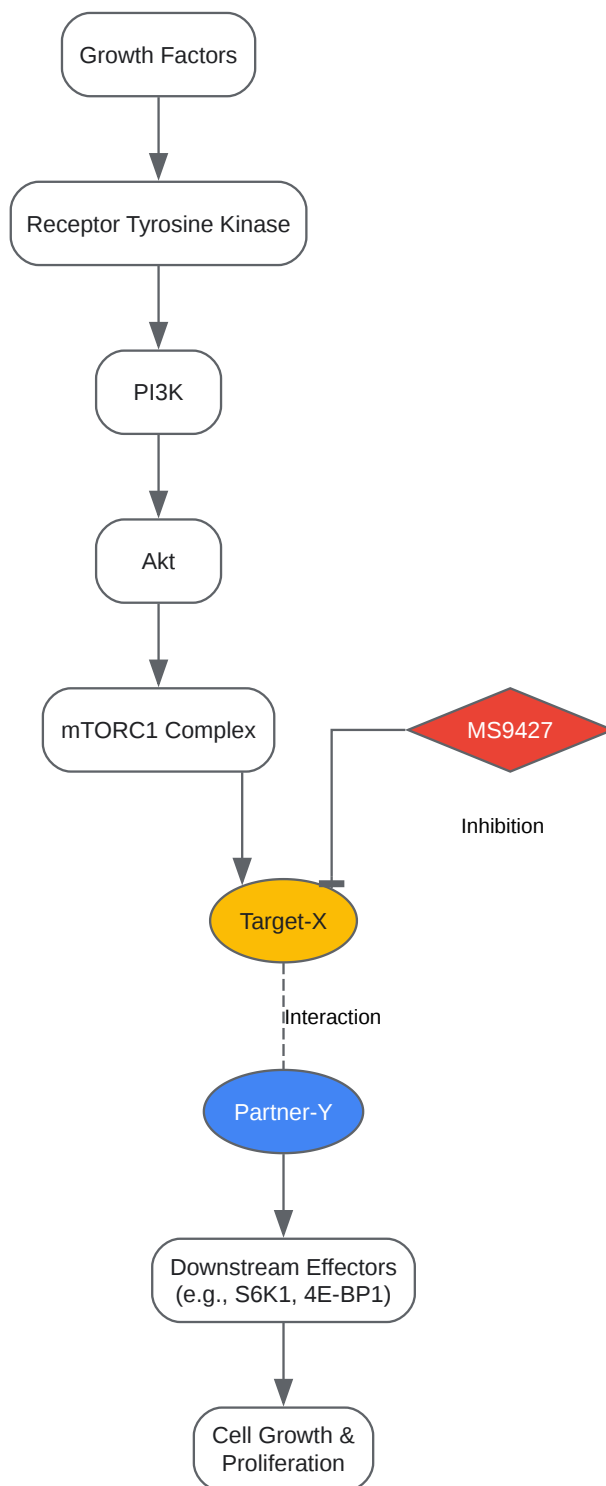 Growth Factors
Receptor Tyrosine Kinase
PI3K
Akt
mTORC1 Complex
MS9427
Inhibition
Target-X
Interaction
Partner-Y
Downstream Effectors
(e.g., S6K1, 4E-BP1)
Cell Growth &
Proliferation